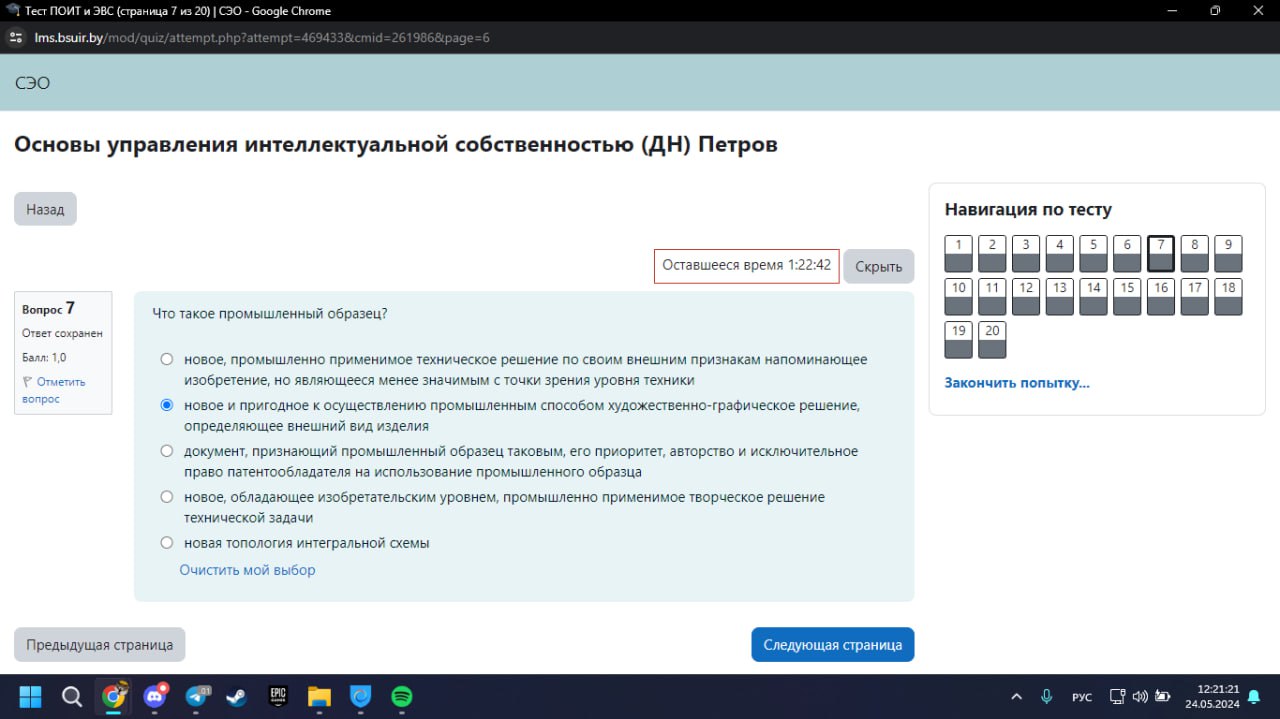 Тест ПОИТ и ЭВС (страница 7 из 20) | СЭО - Google Chrome
lms.bsuir.by/mod/quiz/attempt.php?attempt=469433&cmid=261986&page=6
СЭО
Основы управления интеллектуальной собственностью (ДН) Петров
Назад
Оставшееся время 1:22:42
Скрыть
Вопрос 7
Ответ сохранен
Балл: 1,0
Отметить
вопрос
Что такое промышленный образец?
новое, промышленно применимое техническое решение по своим внешним признакам напоминающее
изобретение, но являющееся менее значимым с точки зрения уровня техники
новое и пригодное к осуществлению промышленным способом художественно-графическое решение,
определяющее внешний вид изделия
документ, признающий промышленный образец таковым, его приоритет, авторство и исключительное
право патентообладателя на использование промышленного образца
новое, обладающее изобретательским уровнем, промышленно применимое творческое решение
технической задачи
новая топология интегральной схемы
Очистить мой выбор
Предыдущая страница
Следующая страница
Навигация по тесту
1 2 3 4 5 6 7 8 9
10 11 12 13 14 15 16 17 18
19 20
Закончить попытку...
01
EPIC
GAMES
РУС
12:21:21
24.05.2024